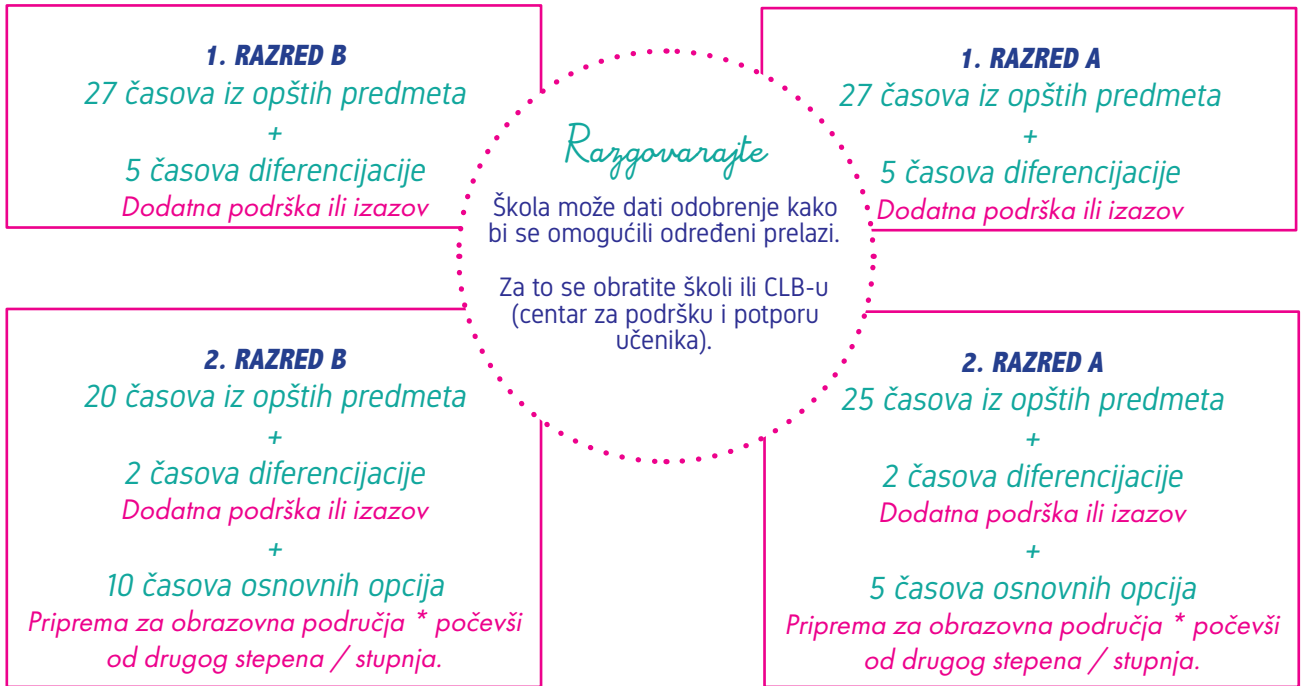 1. RAZRED B
27 časova iz opštih predmeta
+
5 časova diferencijacije
Dodatna podrška ili izazov
1. RAZRED A
27 časova iz opštih predmeta
+
5 časova diferencijacije
Dodatna podrška ili izazov
Razgovarajte
Škola može dati odobrenje kako
bi se omogućili određeni prelazi.
Za to se obratite školi ili CLB-u
(centar za podršku i potporu
učenika).
2. RAZRED B
20 časova iz opštih predmeta
+
2 časova diferencijacije
Dodatna podrška ili izazov
+
10 časova osnovnih opcija
Priprema za obrazovna područja * počevši
od drugog stepena / stupnja.
2. RAZRED A
25 časova iz opštih predmeta
+
2 časova diferencijacije
Dodatna podrška ili izazov
+
5 časova osnovnih opcija
Priprema za obrazovna područja * počevši
od drugog stepena / stupnja.